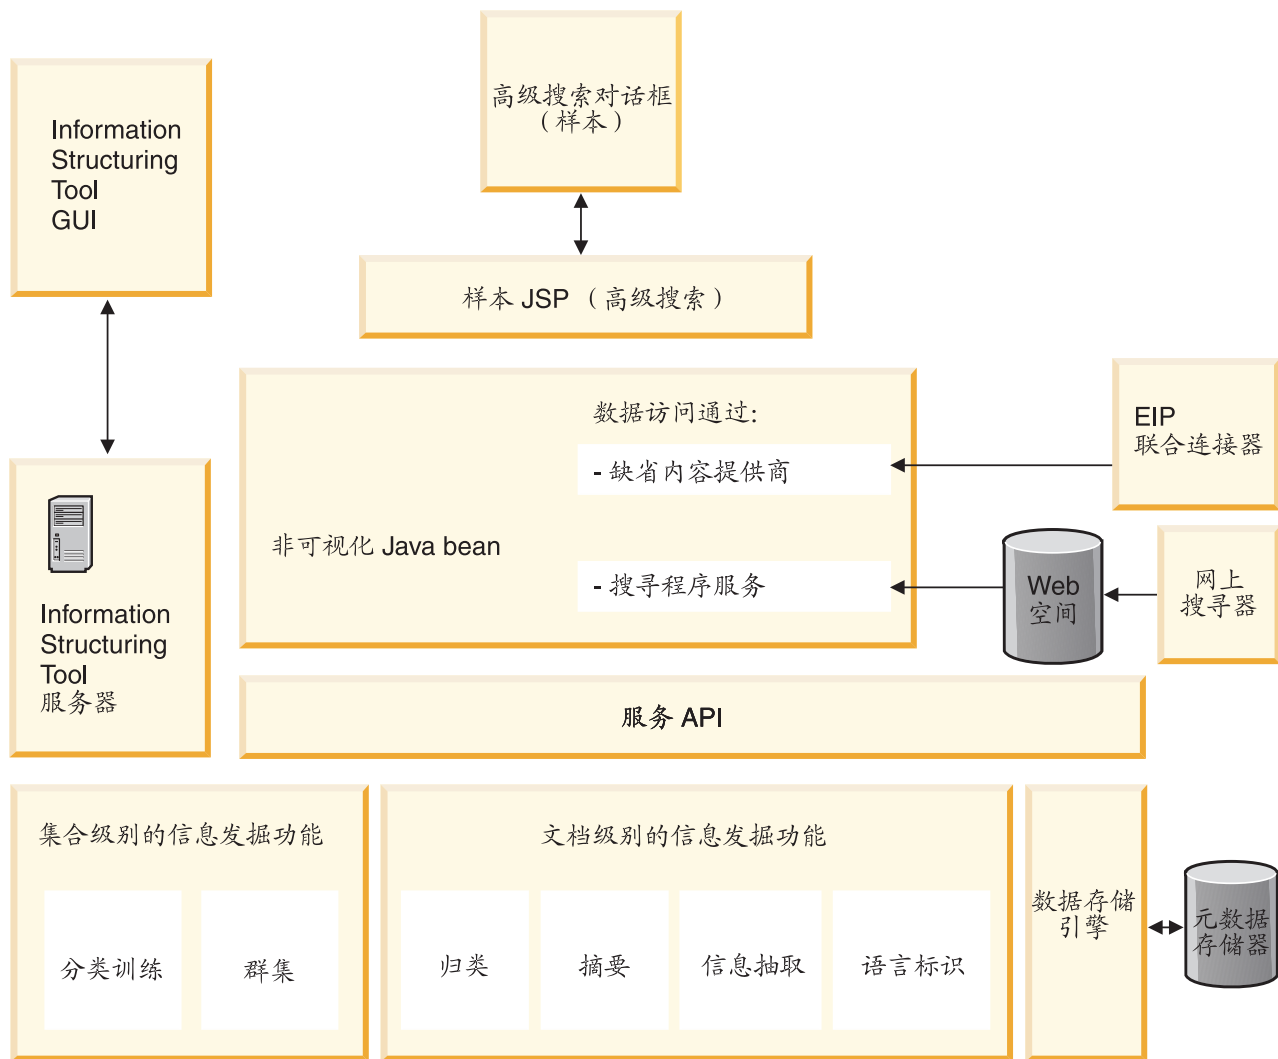 高级搜索对话框
（样本）
Information
Structuring
Tool
GUI
样本 JSP （高级搜索）
数据访问通过:
- 缺省内容提供商
非可视化 Java bean
- 搜寻程序服务
EIP
联合连接器
Web
空间
网上
搜寻器
Information
Structuring
Tool
服务器
服务 API
集合级别的信息发掘功能
分类训练
群集
文档级别的信息发掘功能
归类
摘要
信息抽取
语言标识
数据存储
引擎
元数据
存储器